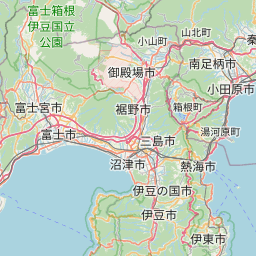 富士箱根
伊豆国立
公園
山北町
小山町
秦
御殿場市
南足柄市
小田原市
箱根町
富士宮市
裾野市
富士市
湯河原町
三島市
沼津市
熱海市
伊豆の国市
伊豆市
伊東市